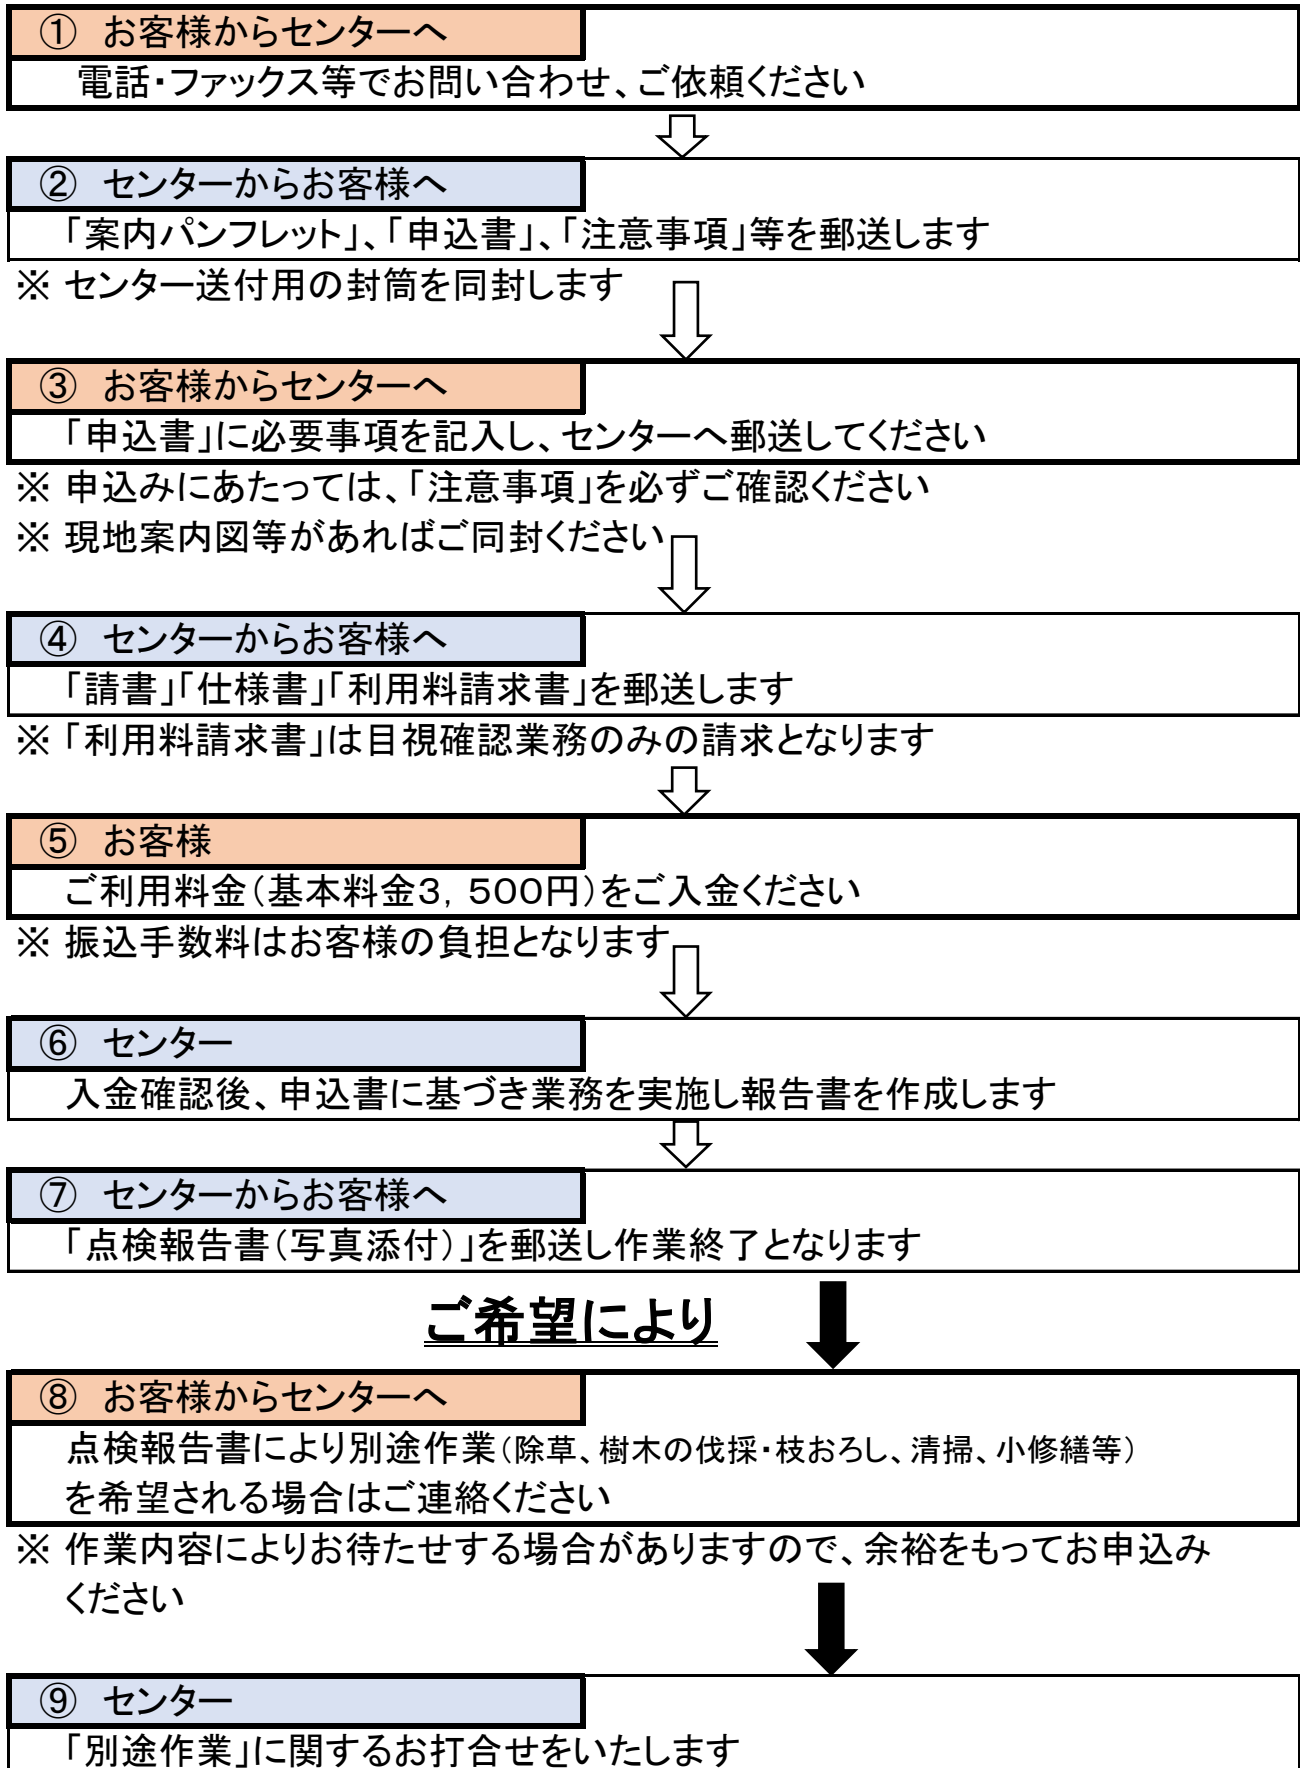 ① お客様からセンターへ
電話・ファックス等でお問い合わせ、ご依頼ください
② センターからお客様へ
「案内パンフレット」、「申込書」、「注意事項」等を郵送します
※ センター送付用の封筒を同封します
③ お客様からセンターへ
「申込書」に必要事項を記入し、センターへ郵送してください
※ 申込みにあたっては、「注意事項」を必ずご確認ください
※ 現地案内図等があればご同封ください
④ センターからお客様へ
「請書」「仕様書」「利用料請求書」を郵送します
※「利用料請求書」は目視確認業務のみの請求となります
⑤ お客様
ご利用料金（基本料金３，５００円）をご入金ください
※ 振込手数料はお客様の負担となります
⑥ センター
入金確認後、申込書に基づき業務を実施し報告書を作成します
⑦ センターからお客様へ
「点検報告書（写真添付）」を郵送し作業終了となります
ご希望により
⑧ お客様からセンターへ
点検報告書により別途作業（除草、樹木の伐採・枝おろし、清掃、小修繕等）
を希望される場合はご連絡ください
※ 作業内容によりお待たせする場合がありますので、余裕をもってお申込み
ください
⑨ センター
「別途作業」に関するお打合せをいたします